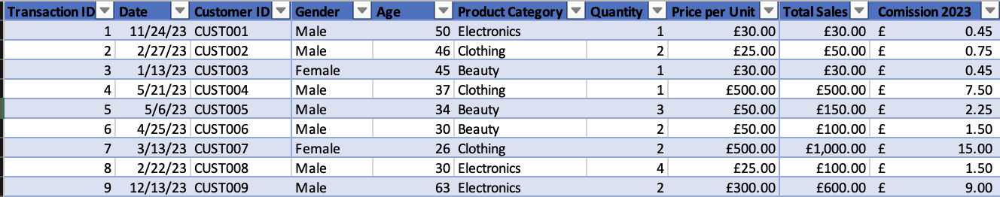 Transaction ID Date Customer ID Gender Age Product Category Quantity Price per Unit Total Sales Comission 2023
1 11/24/23 CUST001 Male 50 Electronics 1 £30.00 £30.00 £ 0.45
2 2/27/23 CUST002 Male 46 Clothing 2 £25.00 £50.00 £ 0.75
3 1/13/23 CUST003 Female 45 Beauty 1 £30.00 £30.00 £ 0.45
4 5/21/23 CUST004 Male 37 Clothing 1 £500.00 £500.00 £ 7.50
5 5/6/23 CUST005 Male 34 Beauty 3 £50.00 £150.00 £ 2.25
6 4/25/23 CUST006 Male 30 Beauty 2 £50.00 £100.00 £ 1.50
7 3/13/23 CUST007 Female 26 Clothing 2 £500.00 £1,000.00 £ 15.00
8 2/22/23 CUST008 Male 30 Electronics 4 £25.00 £100.00 £ 1.50
9 12/13/23 CUST009 Male 63 Electronics 2 £300.00 £600.00 £ 9.00